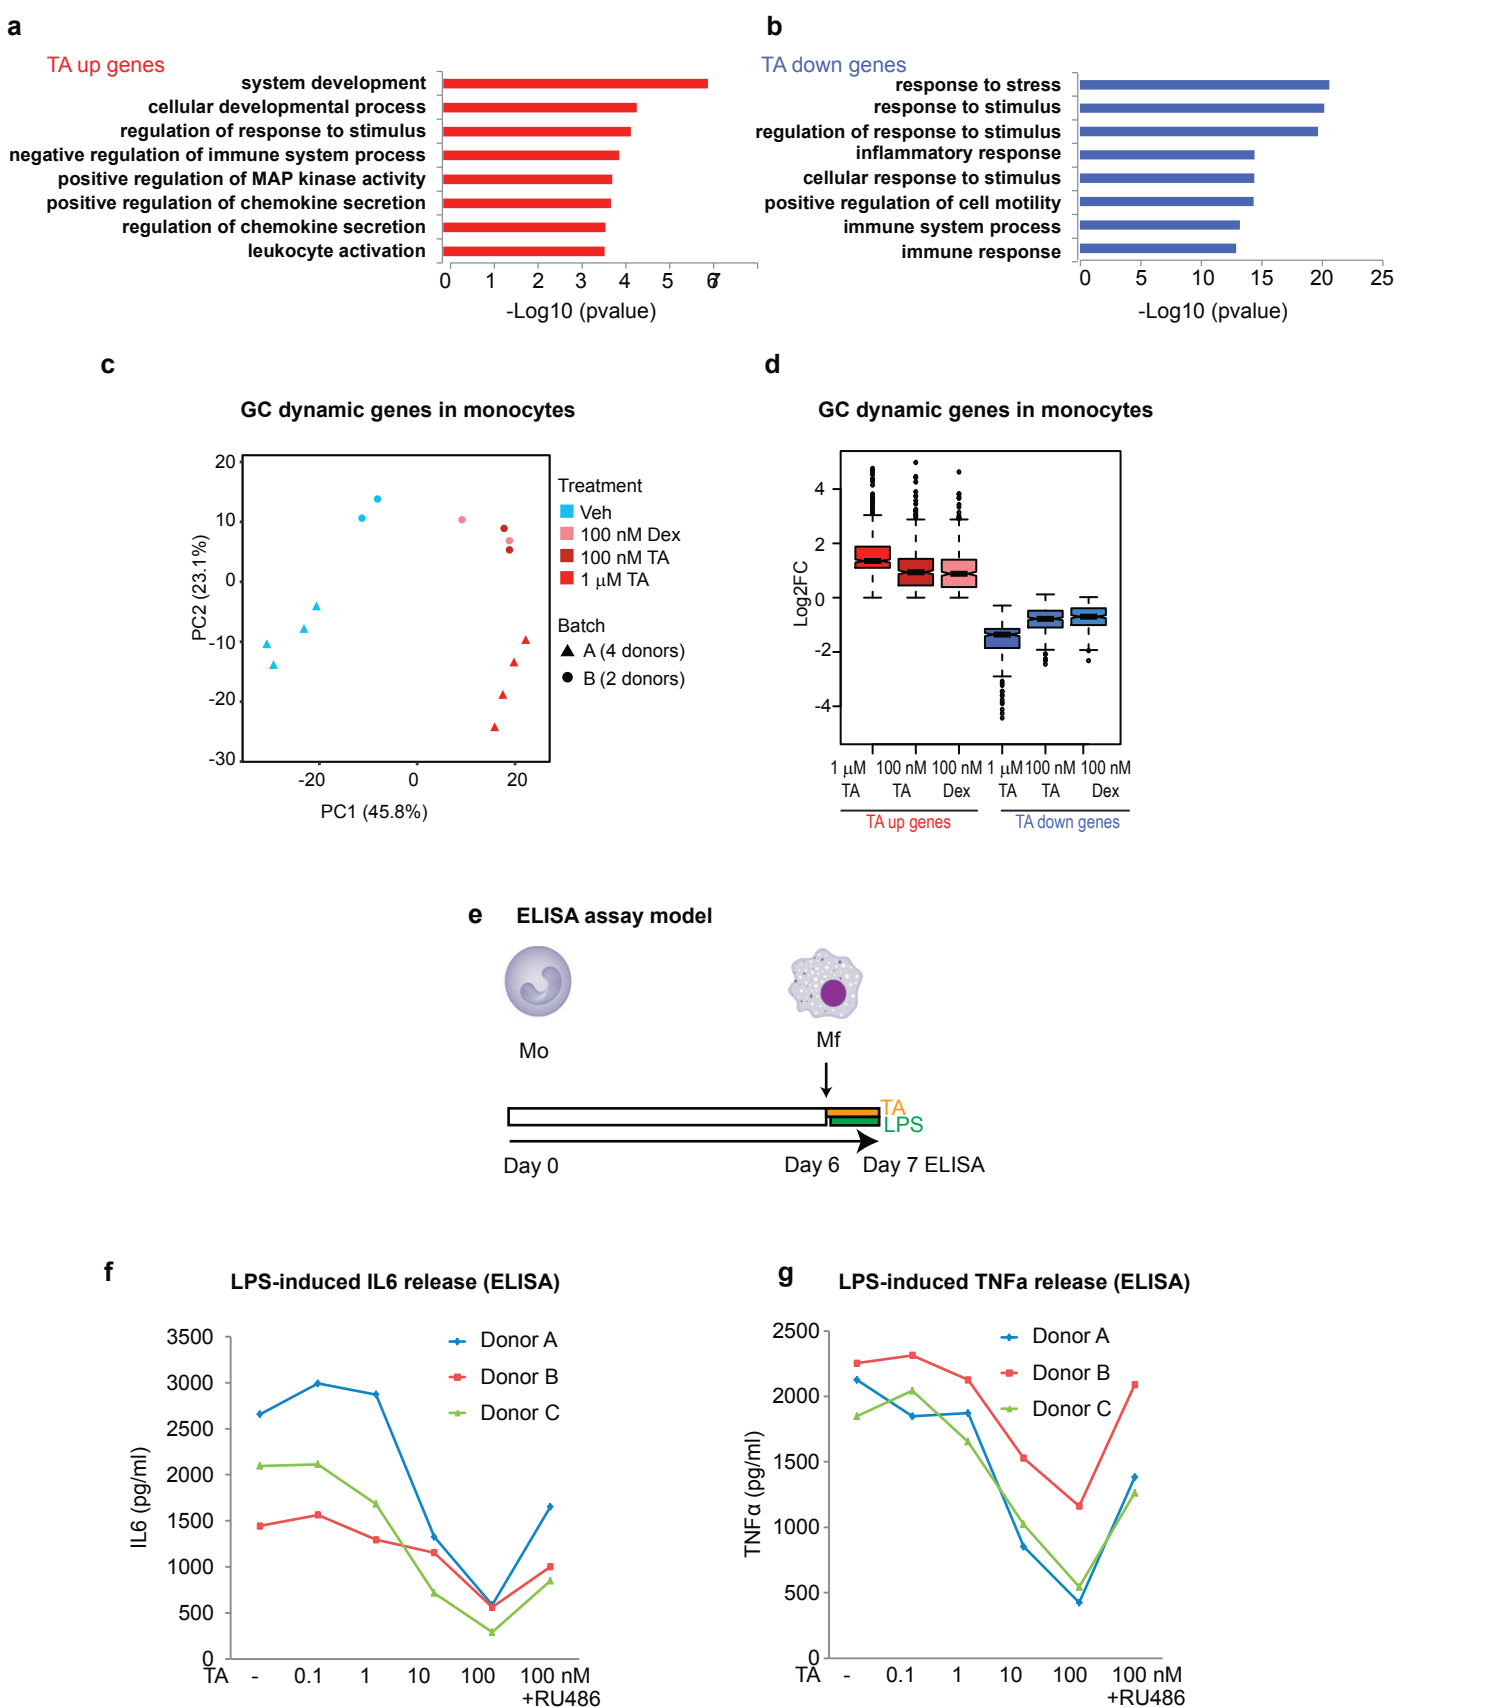 a
TA up genes
system development
cellular developmental process
regulation of response to stimulus
negative regulation of immune system process
positive regulation of MAP kinase activity
positive regulation of chemokine secretion
regulation of chemokine secretion
leukocyte activation
0 1 2 3 4 5 6 7
-Log10 (pvalue)
b
TA down genes
response to stress
response to stimulus
regulation of response to stimulus
inflammatory response
cellular response to stimulus
positive regulation of cell motility
immune system process
immune response
0 5 10 15 20 25
-Log10 (pvalue)
c
GC dynamic genes in monocytes
20
10
0
-10
-20
-30
PC2 (23.1%)
-20 0 20
PC1 (45.8%)
Treatment
Veh
100 nM Dex
100 nM TA
1 μM TA
Batch
A (4 donors)
B (2 donors)
d
GC dynamic genes in monocytes
4
2
0
-2
-4
Log2FC
1 μM 100 nM 100 nM 1 μM 100 nM 100 nM
TA TA Dex TA TA Dex
TA up genes TA down genes
e ELISA assay model
Mo
Mf
TA
LPS
Day 0 Day 6 Day 7 ELISA
f
LPS-induced IL6 release (ELISA)
3500
3000
2500
2000
1500
1000
500
0
IL6 (pg/ml)
Donor A
Donor B
Donor C
TA - 0.1 1 10 100 100 nM
+RU486
g
LPS-induced TNFa release (ELISA)
2500
2000
1500
1000
500
0
TNFα (pg/ml)
Donor A
Donor B
Donor C
TA - 0.1 1 10 100 100 nM
+RU486